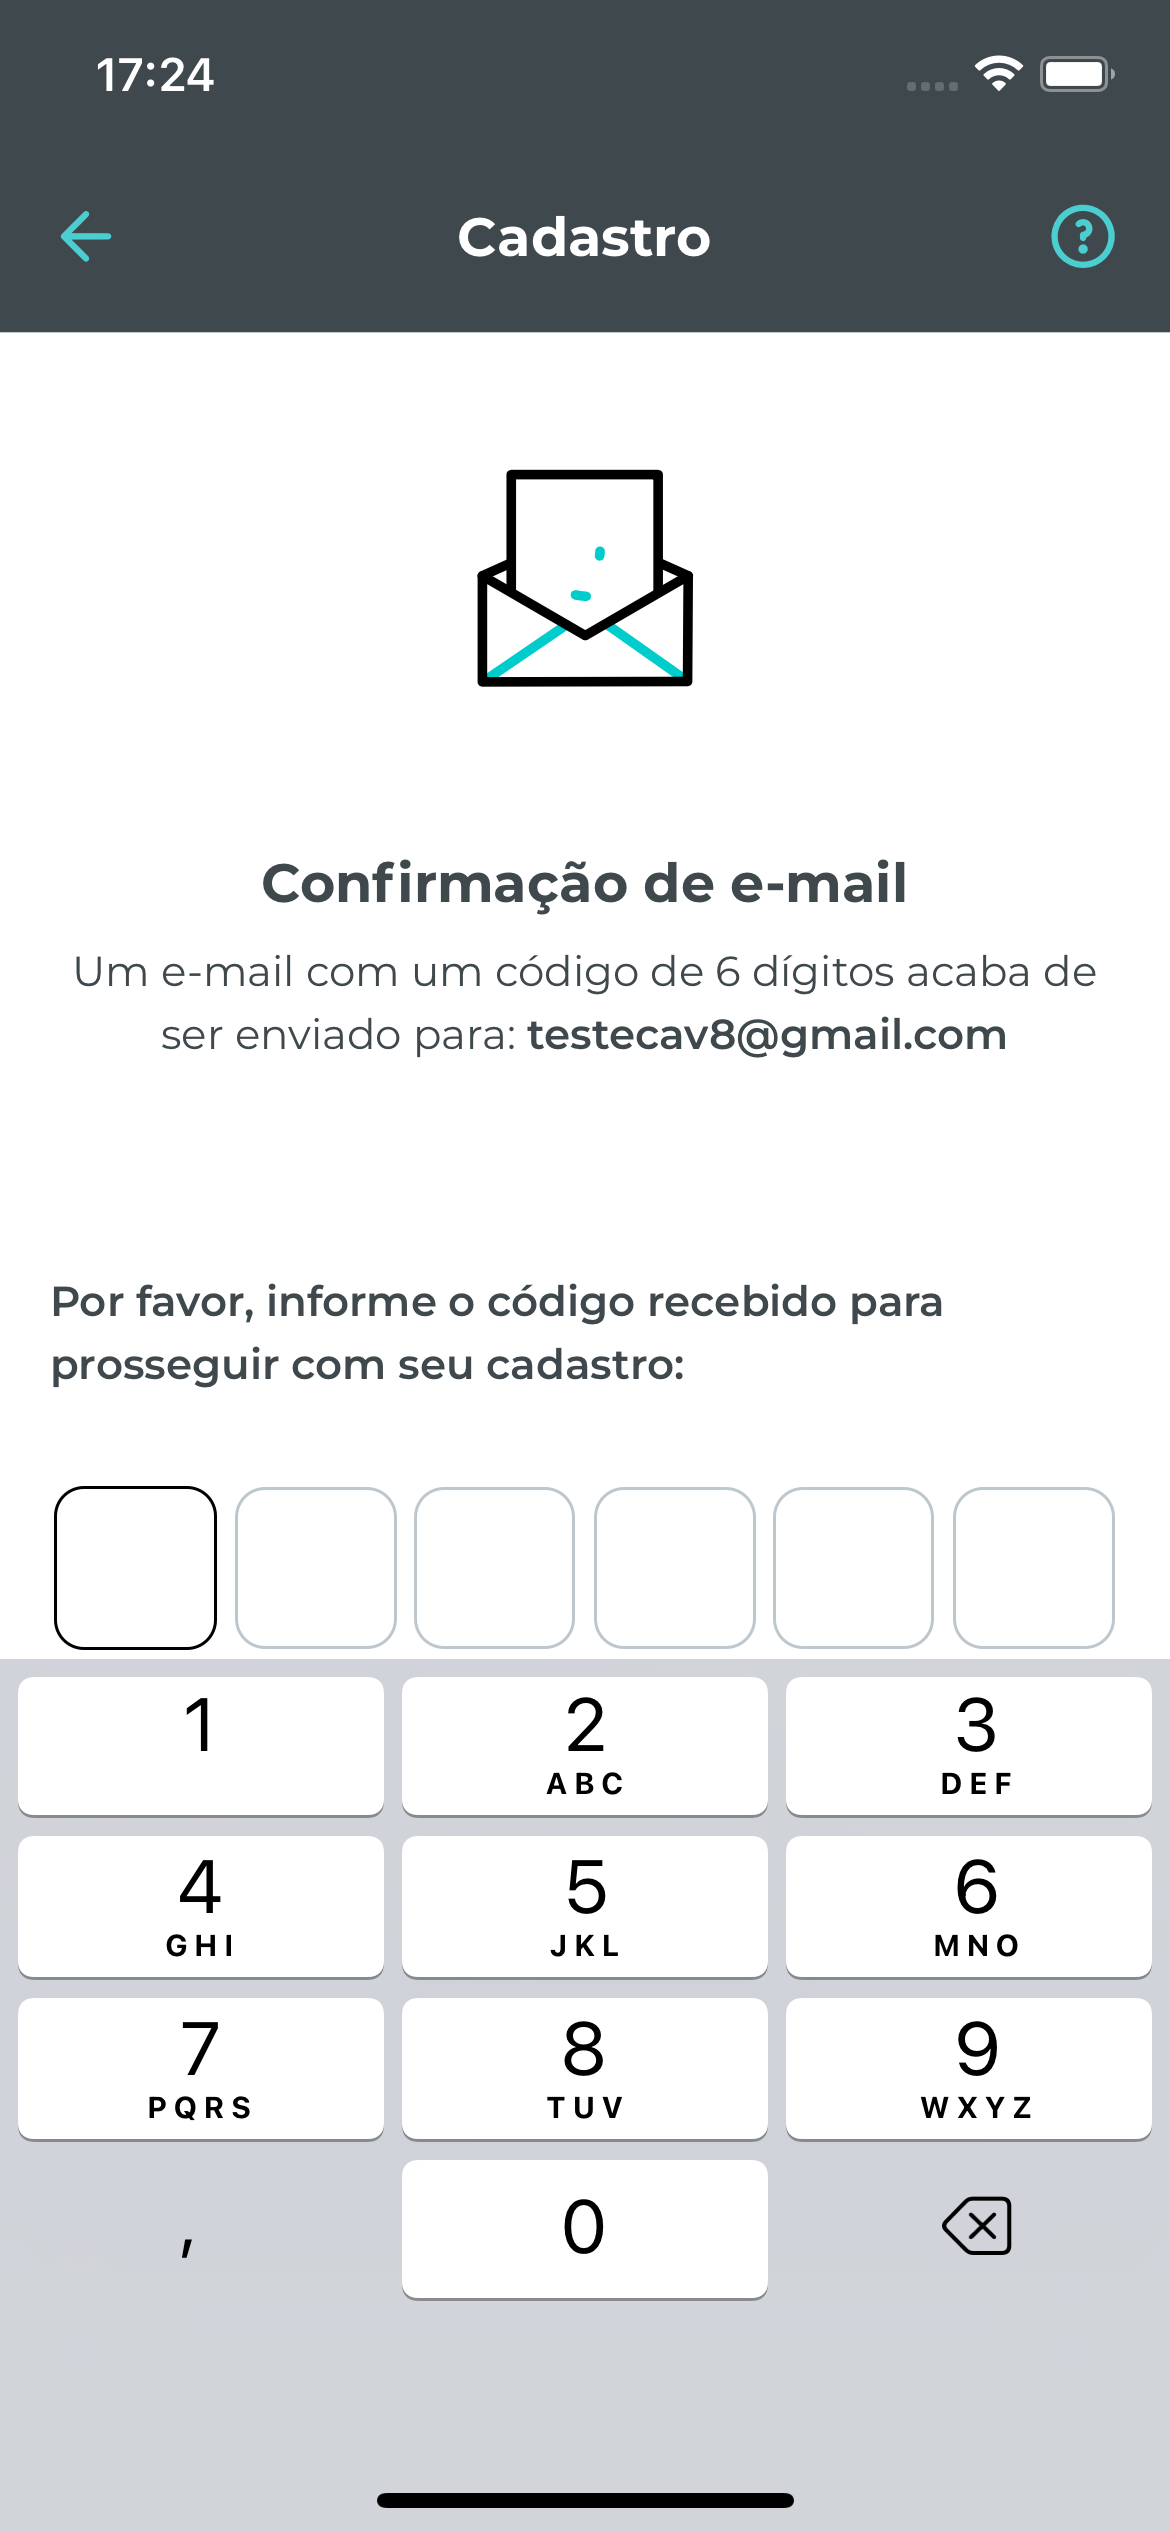 17:24
Cadastro
Confirmação de e-mail
Um e-mail com um código de 6 dígitos acaba de
ser enviado para: testecav8@gmail.com
Por favor, informe o código recebido para
prosseguir com seu cadastro:
1
2
3
ABC
DEF
4
5
6
GHI
JKL
MNO
7
8
9
PQRS
TUV
WXYZ
,
0